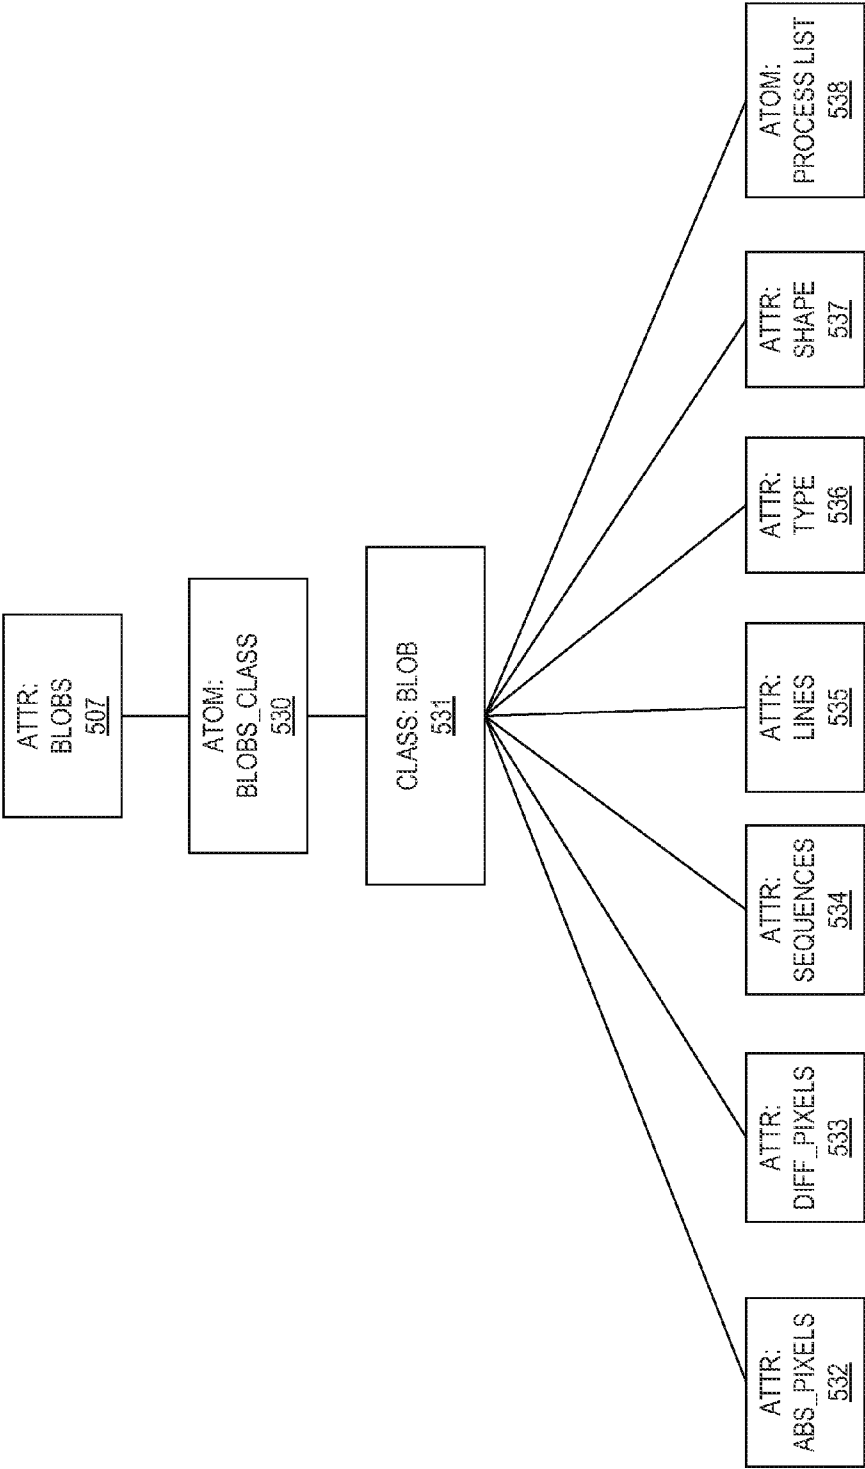 ATTR:
BLOBS
507
ATOM:
BLOBS_CLASS
530
CLASS: BLOB
531
ATTR:
ABS_PIXELS
532
ATTR:
DIFF_PIXELS
533
ATTR:
SEQUENCES
534
ATTR:
LINES
535
ATTR:
TYPE
536
ATTR:
SHAPE
537
ATOM:
PROCESS LIST
538